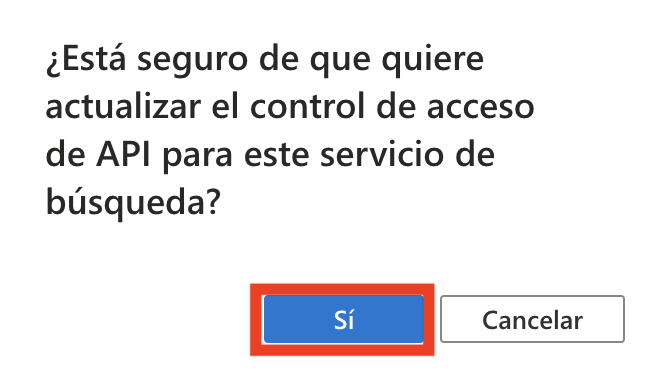 ¿Está seguro de que quiere
actualizar el control de acceso
de API para este servicio de
búsqueda?
Sí
Cancelar